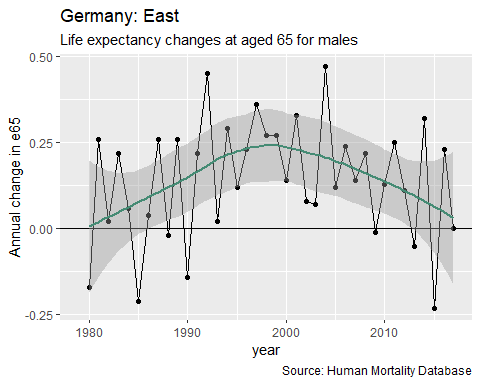 Germany: East
Life expectancy changes at aged 65 for males
Annual change in e65
0.50
0.25
0.00
-0.25
1980 1990 2000 2010
year
Source: Human Mortality Database